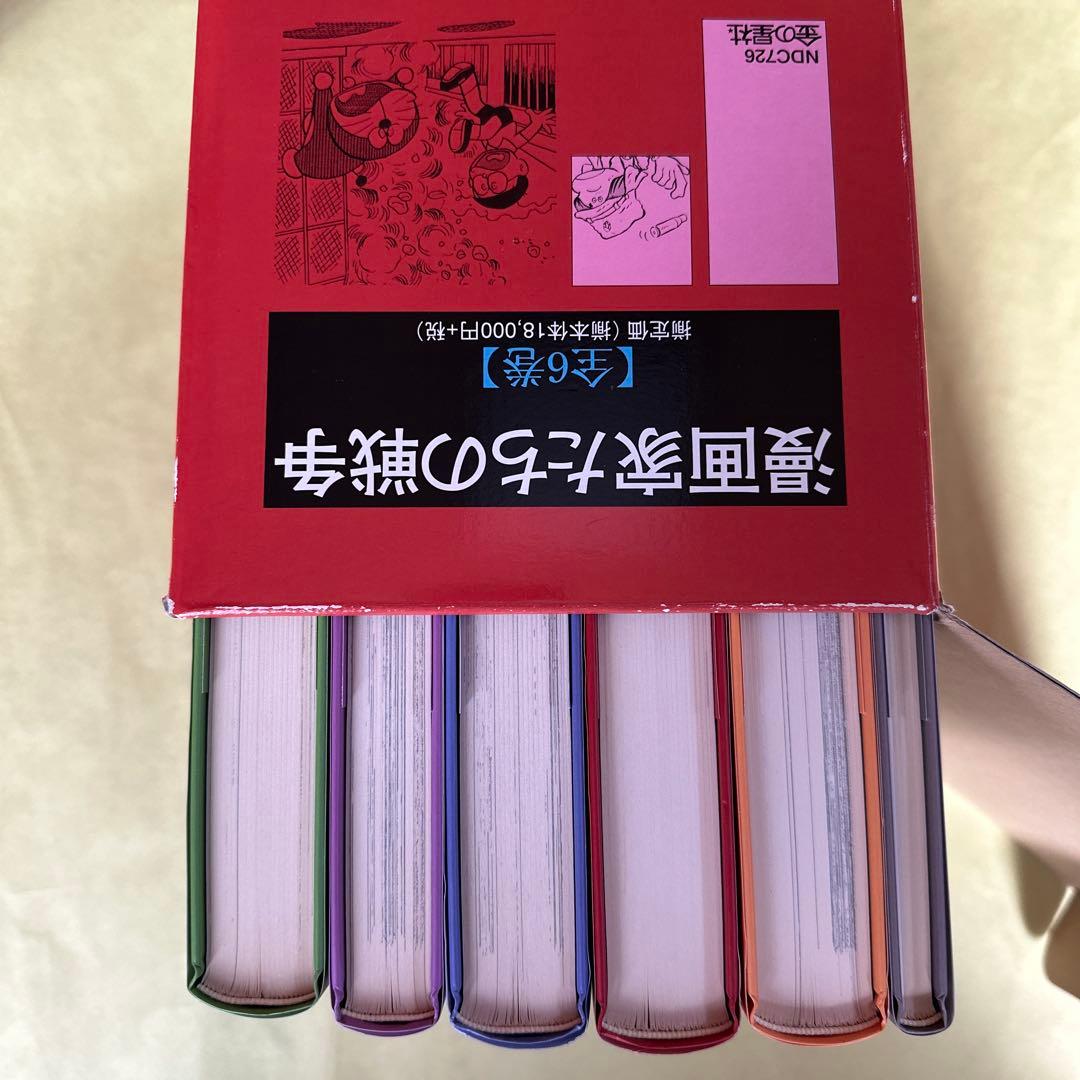 漫画家たちの戦争
【全6巻】
揃定価（揃本体18,000円+税）
NDC726
金の星社